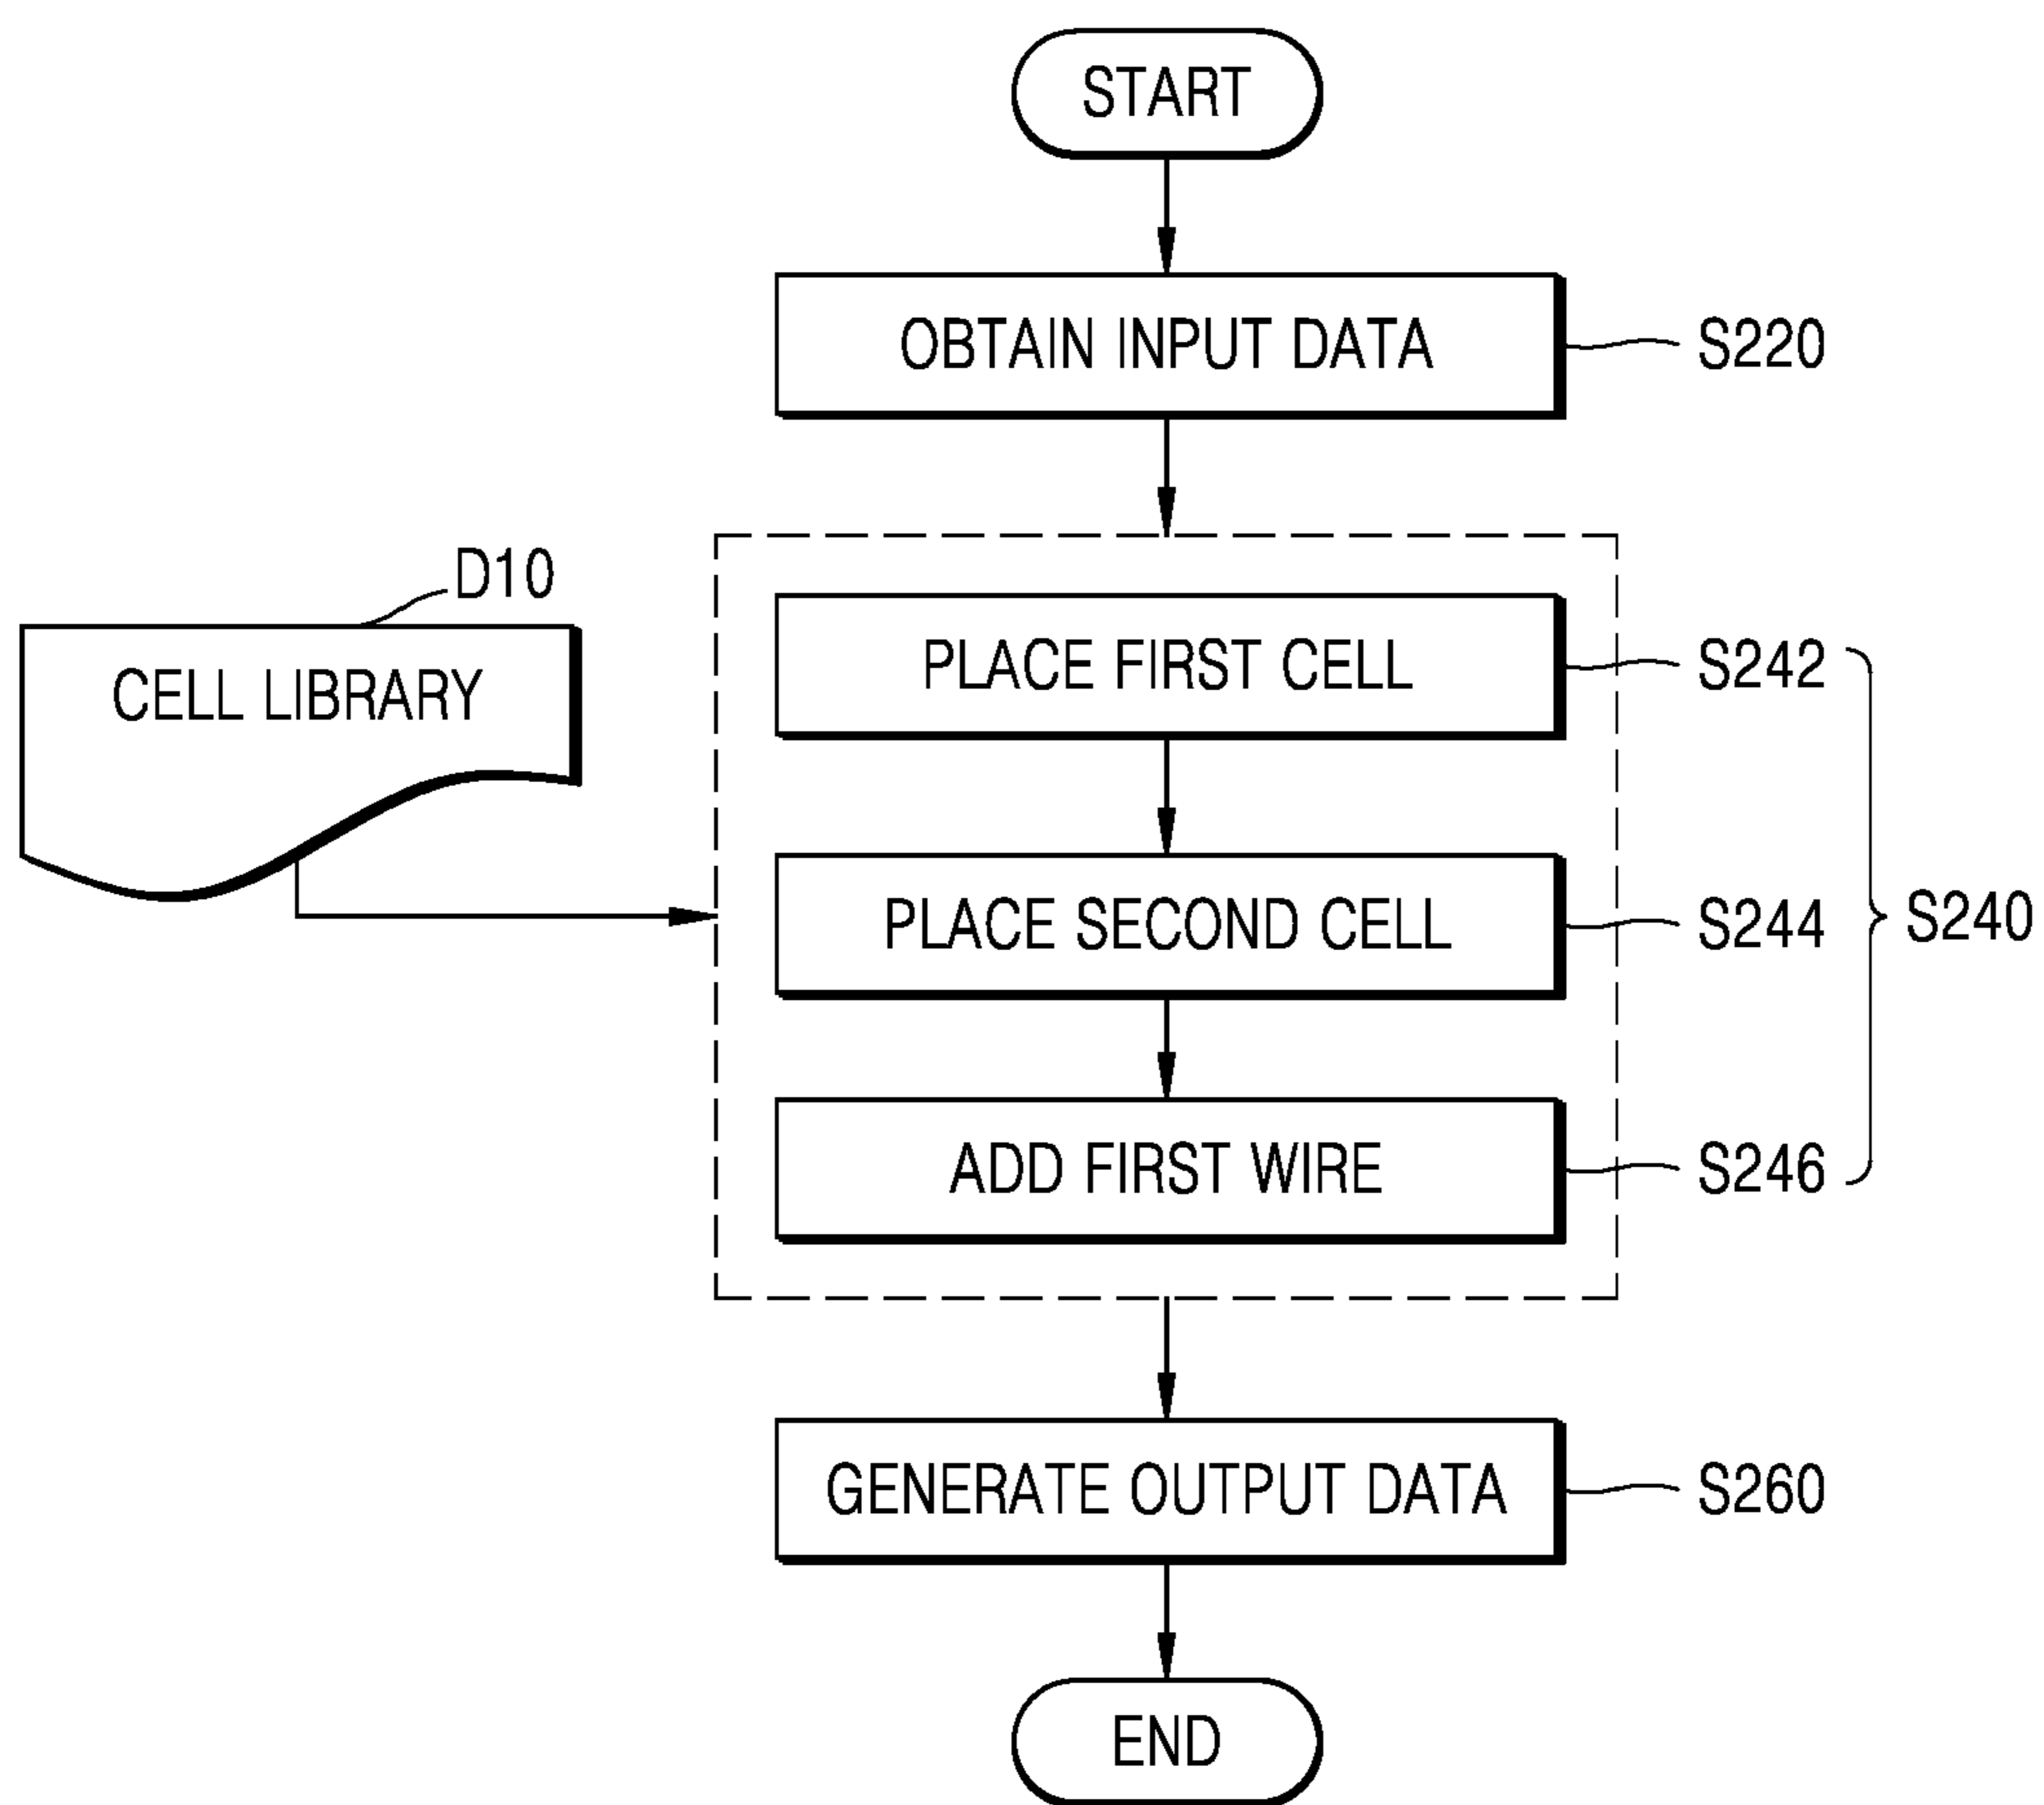 START
OBTAIN INPUT DATA
S220
D10
CELL LIBRARY
PLACE FIRST CELL
S242
PLACE SECOND CELL
S244
S240
ADD FIRST WIRE
S246
GENERATE OUTPUT DATA
S260
END